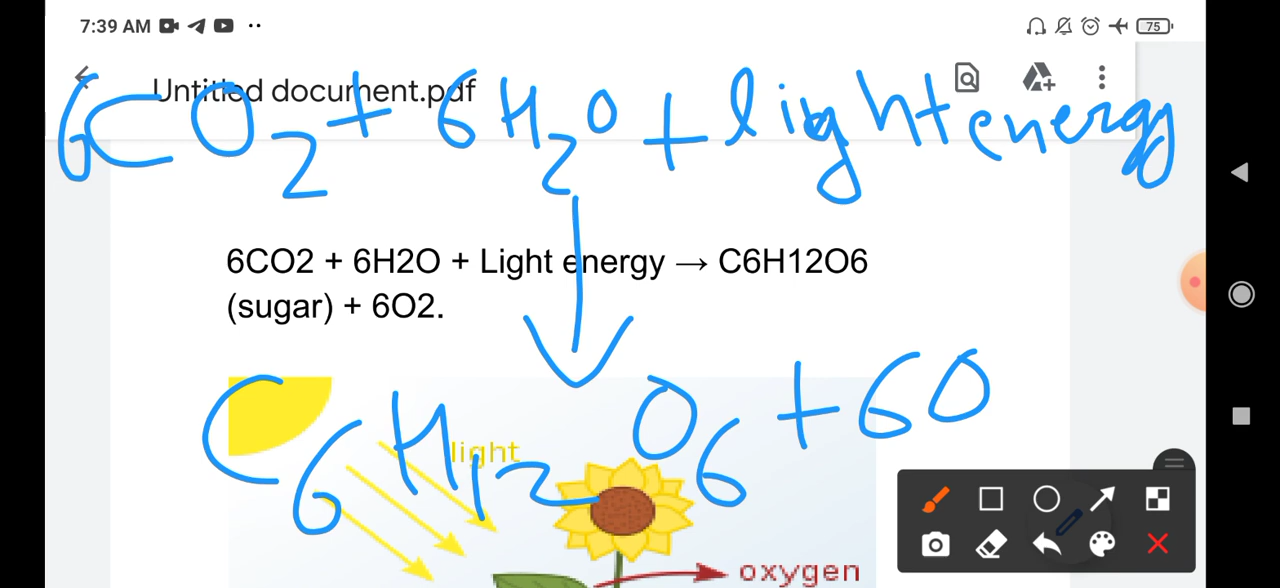 7:39 AM
75
Untitled document.pdf
6CO2 + 6H2O + light energy
6CO2 + 6H2O + Light energy → C6H12O6
(sugar) + 6O2.
C6H12O6 + 6O
light
oxygen